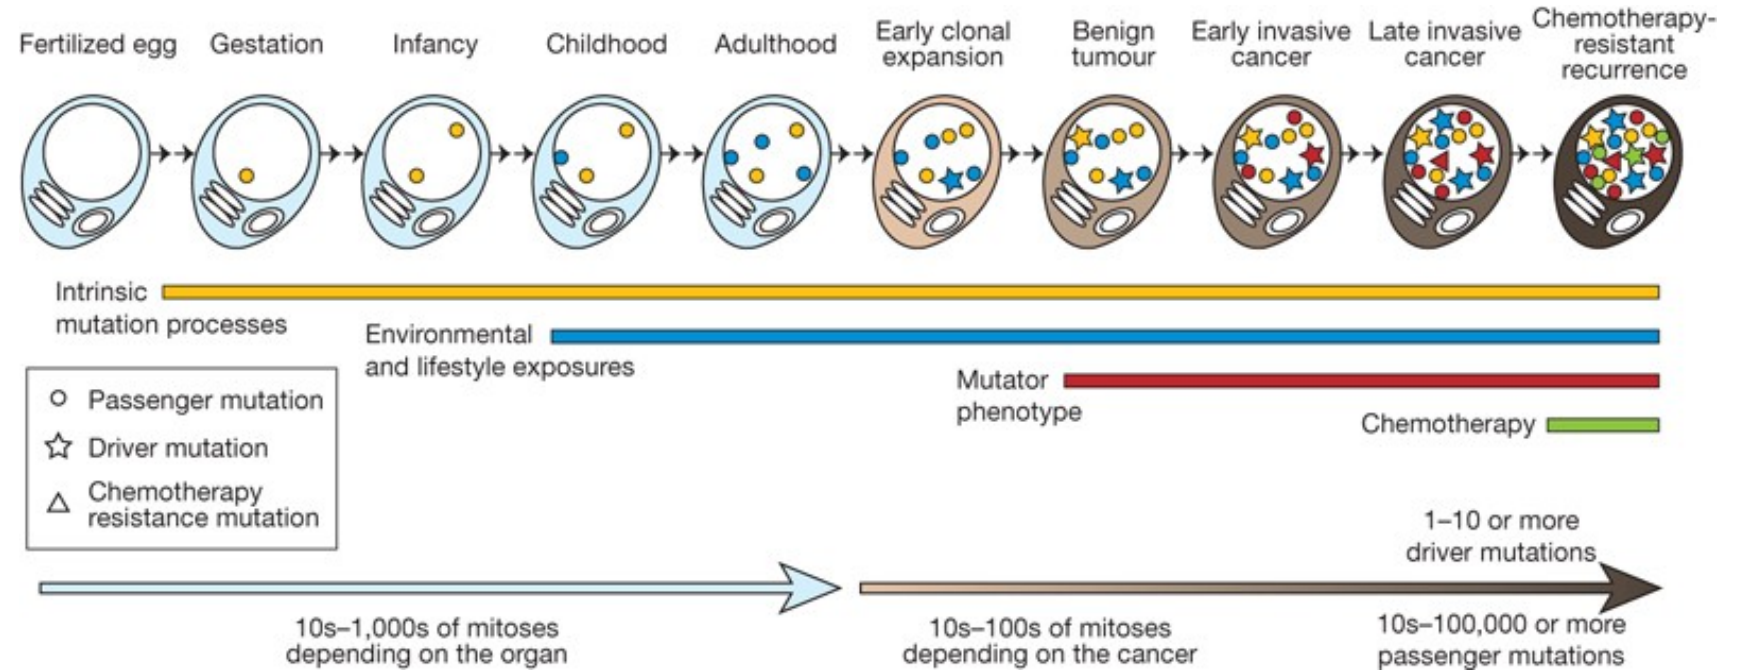 Fertilized egg
Gestation
Infancy
Childhood
Adulthood
Early clonal
expansion
Benign
tumour
Early invasive
cancer
Late invasive
cancer
Chemotherapy-
resistant
recurrence
Intrinsic
mutation processes
Environmental
and lifestyle exposures
Mutator
phenotype
Chemotherapy
Passenger mutation
Driver mutation
Chemotherapy
resistance mutation
1–10 or more
driver mutations
10s–1,000s of mitoses
depending on the organ
10s–100s of mitoses
depending on the cancer
10s–100,000 or more
passenger mutations